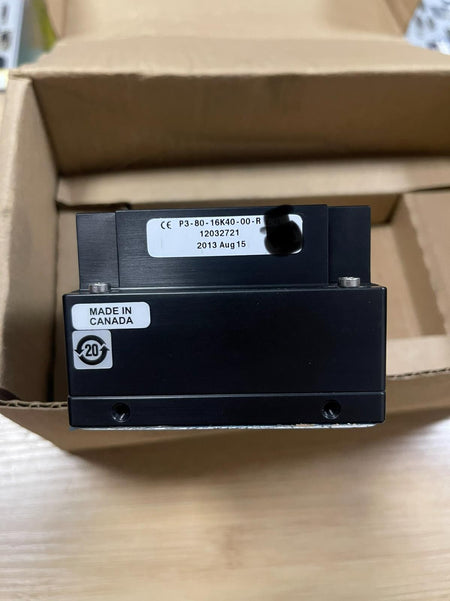 CE P3-80-16K40-00-R
12032721
2013 Aug 15
MADE IN
CANADA
20